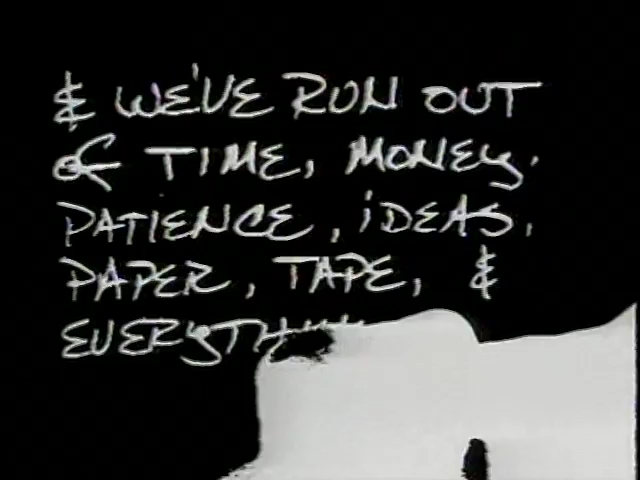 & WE'VE RUN OUT
of TIME, MONEY.
PATIENCE, iDEAS,
PAPER, TAPE, &